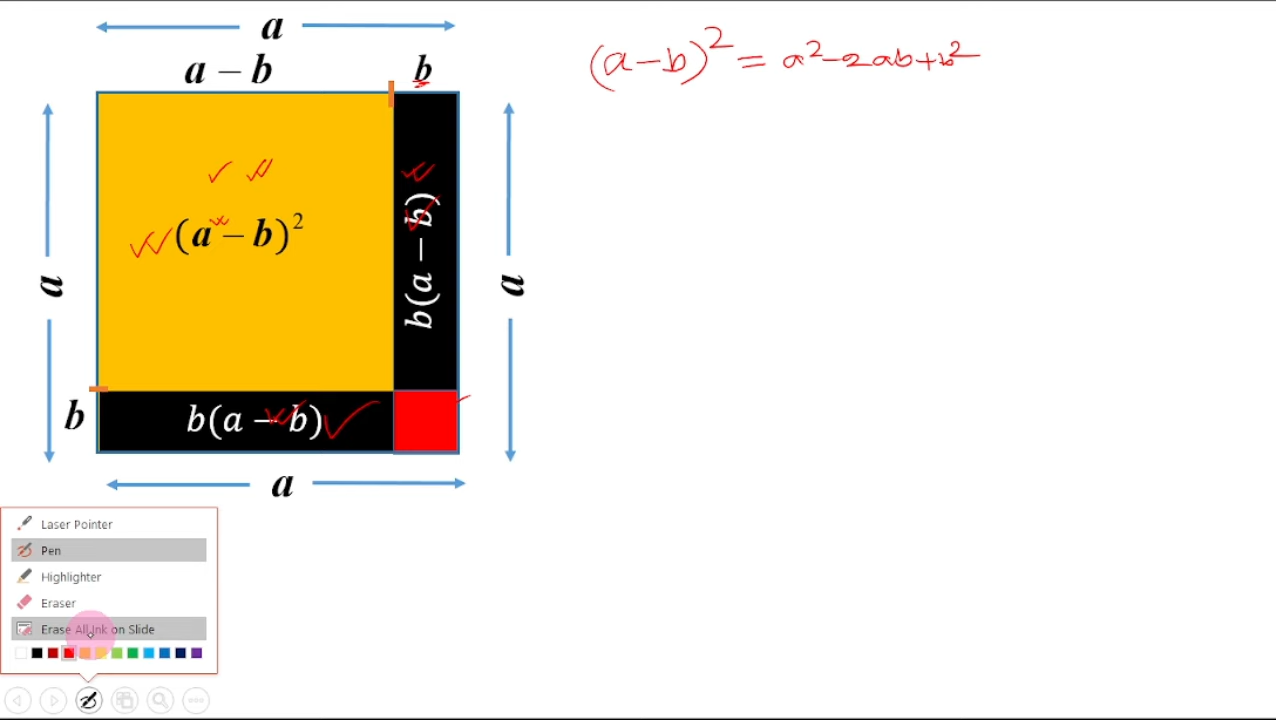 a
a − b
b
(a − b)² = a² − 2ab + b²
a
(a − b)²
b(a − b)
a
b
b(a − b)
a
Laser Pointer
Pen
Highlighter
Eraser
Erase All Ink on Slide